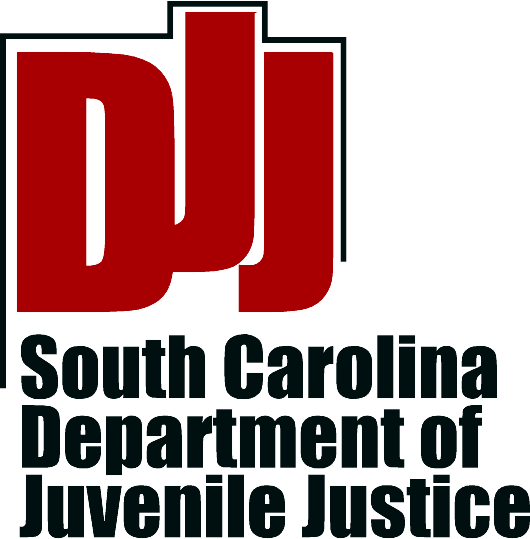 DJJ
South Carolina
Department of
Juvenile Justice